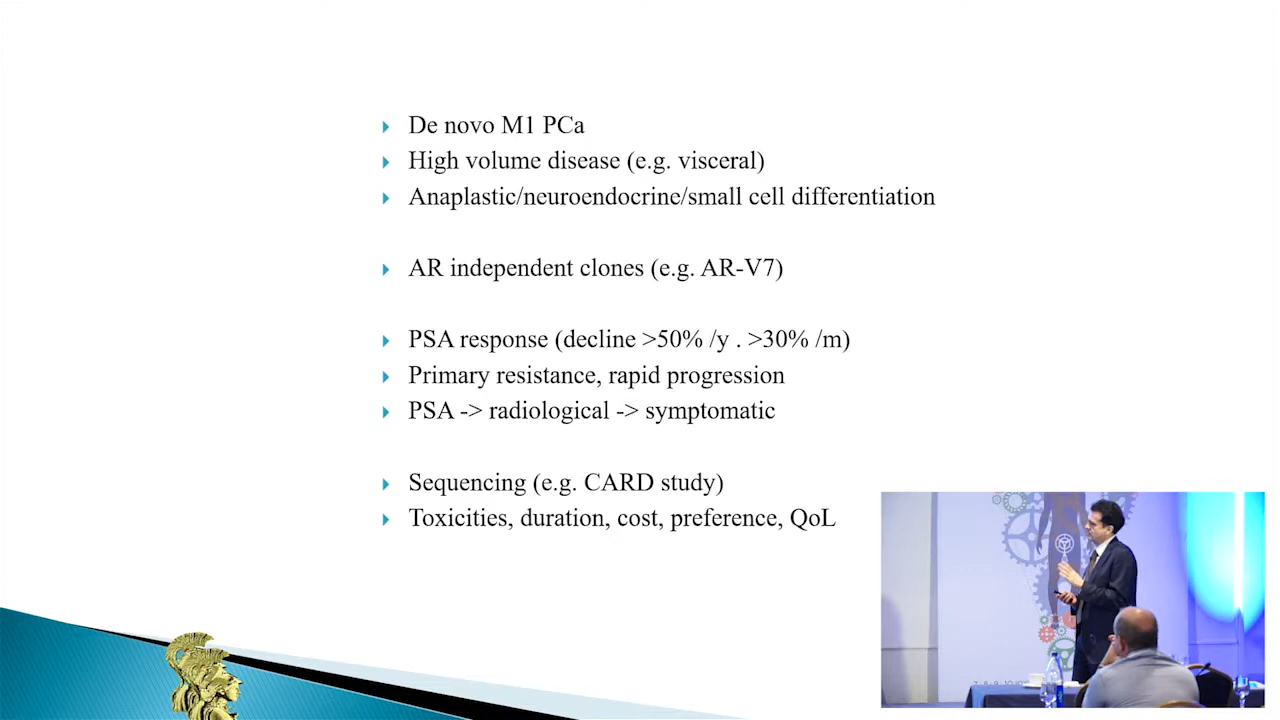 De novo M1 PCa
High volume disease (e.g. visceral)
Anaplastic/neuroendocrine/small cell differentiation
AR independent clones (e.g. AR-V7)
PSA response (decline >50% /y . >30% /m)
Primary resistance, rapid progression
PSA -> radiological -> symptomatic
Sequencing (e.g. CARD study)
Toxicities, duration, cost, preference, QoL